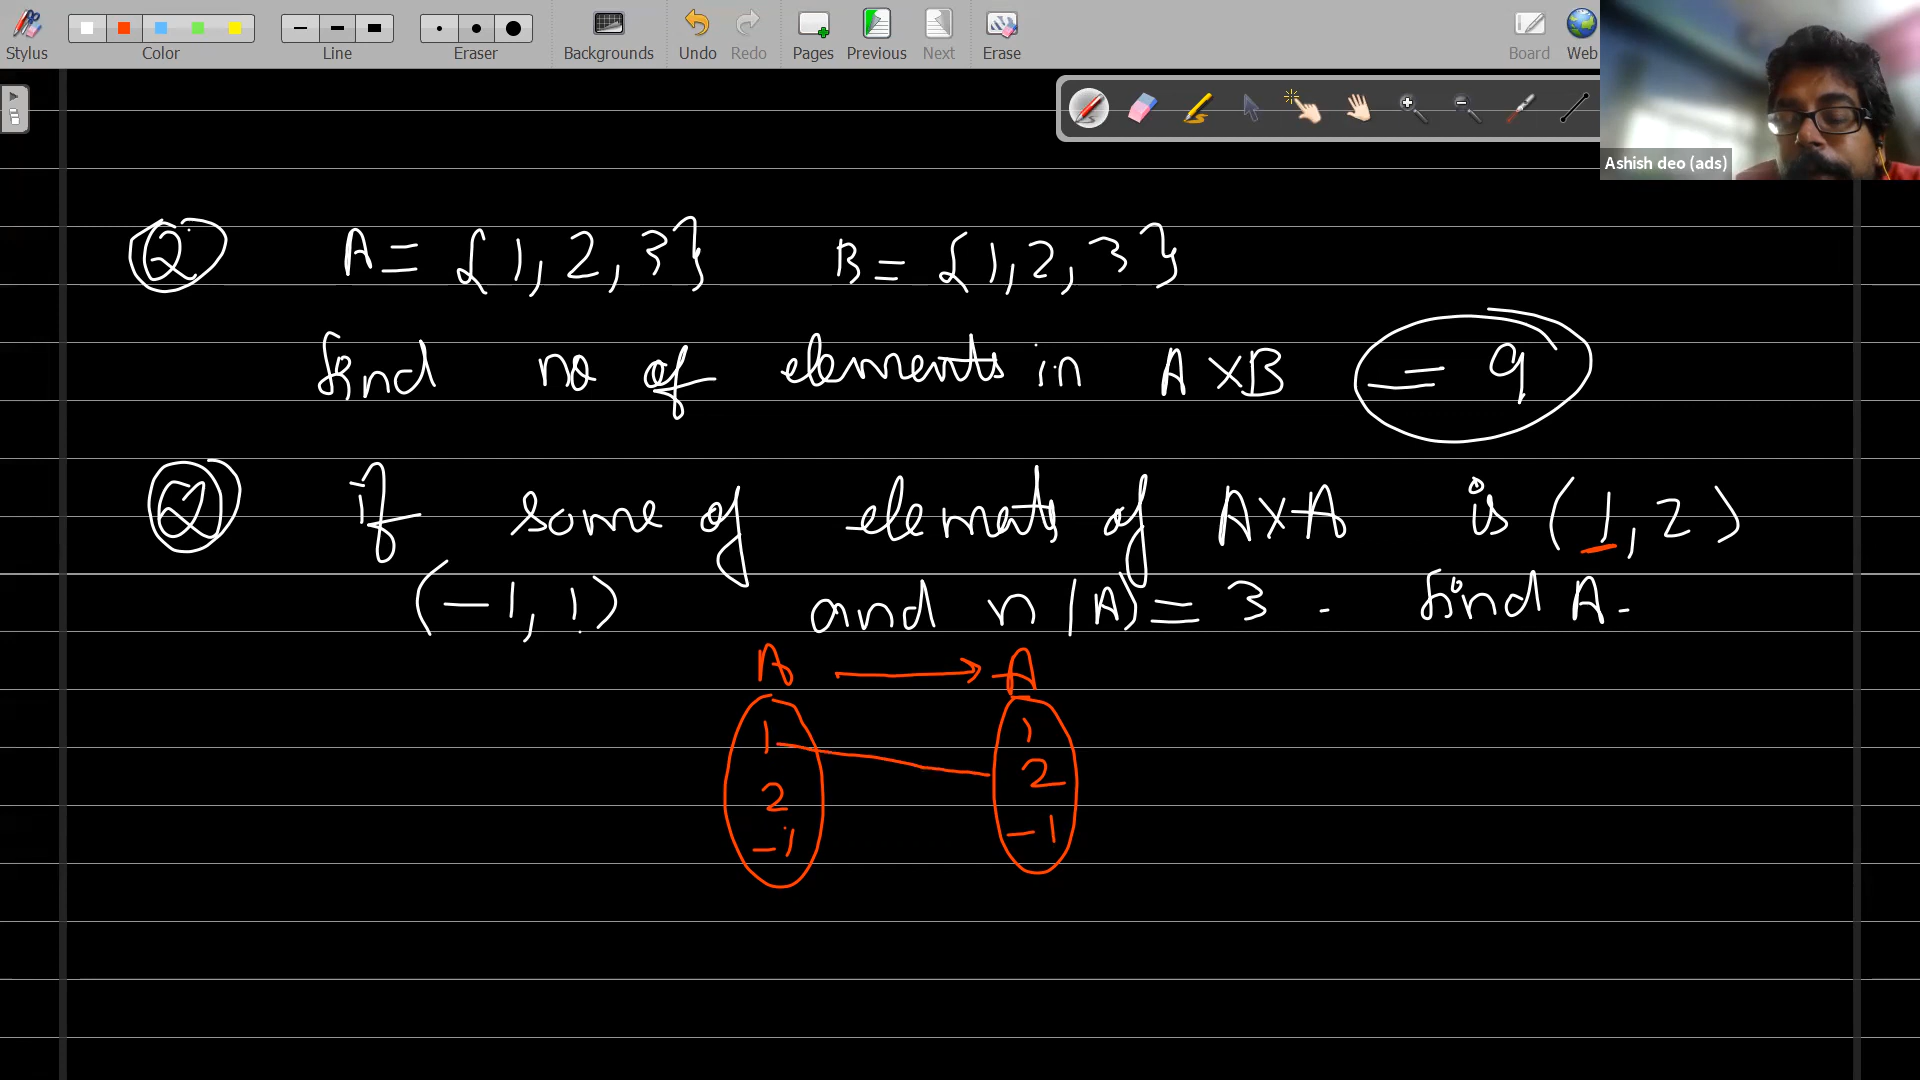 Stylus Color Line Eraser Backgrounds Undo Redo Pages Previous Next Erase Board Web
Ashish deo (ads)
Q A = {1, 2, 3} B = {1, 2, 3}
find no of elements in A×B = 9
Q if some of elements of A×A is (1, 2)
(-1, 1) and n(A) = 3. find A.
A → A
1 1
2 2
-1 -1